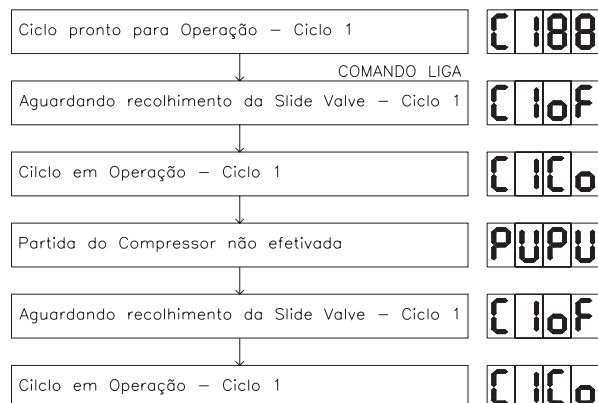 Ciclo pronto para Operação – Ciclo 1 C188
COMANDO LIGA
Aguardando recolhimento da Slide Valve – Ciclo 1 C1oF
Cilclo em Operação – Ciclo 1 C1Co
Partida do Compressor não efetivada PUPU
Aguardando recolhimento da Slide Valve – Ciclo 1 C1oF
Cilclo em Operação – Ciclo 1 C1Co